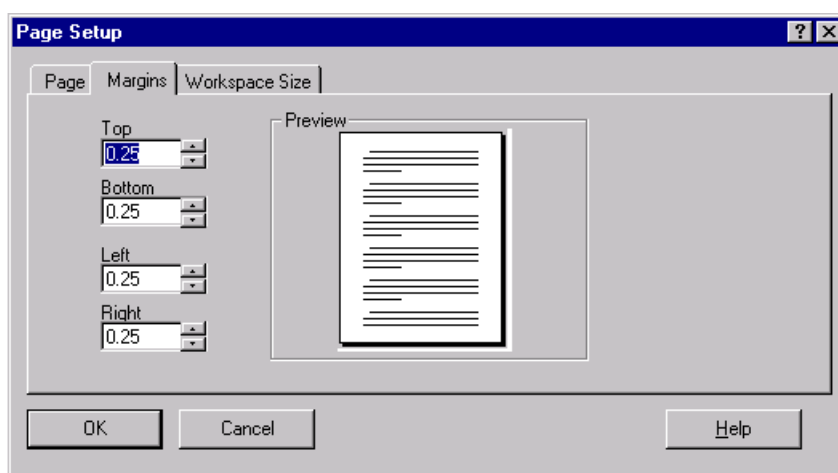 Page Setup
Page Margins Workspace Size
Top
0.25
Bottom
0.25
Left
0.25
Right
0.25
Preview
OK Cancel Help